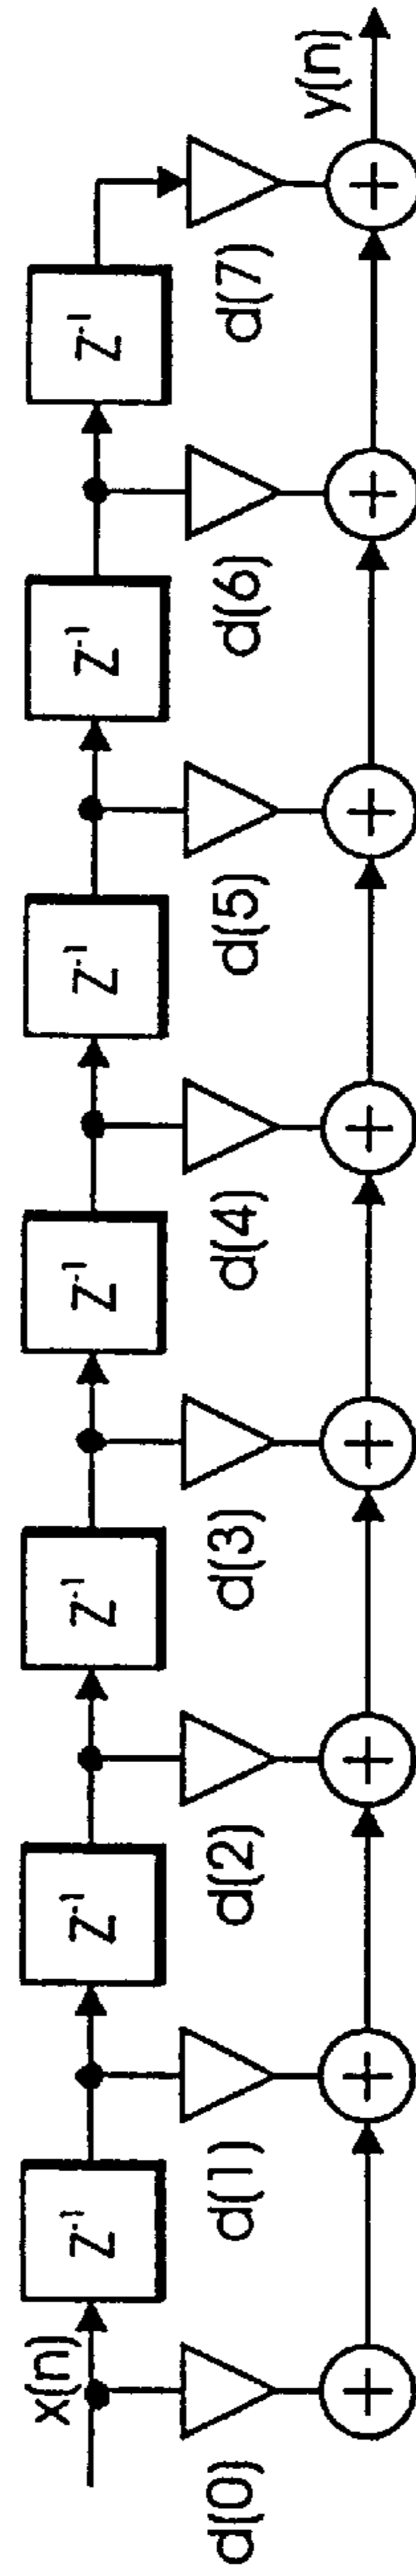 x(n)
Z-1 Z-1 Z-1 Z-1 Z-1 Z-1 Z-1
d(0) d(1) d(2) d(3) d(4) d(5) d(6) d(7)
+ + + + + + + +
y(n)